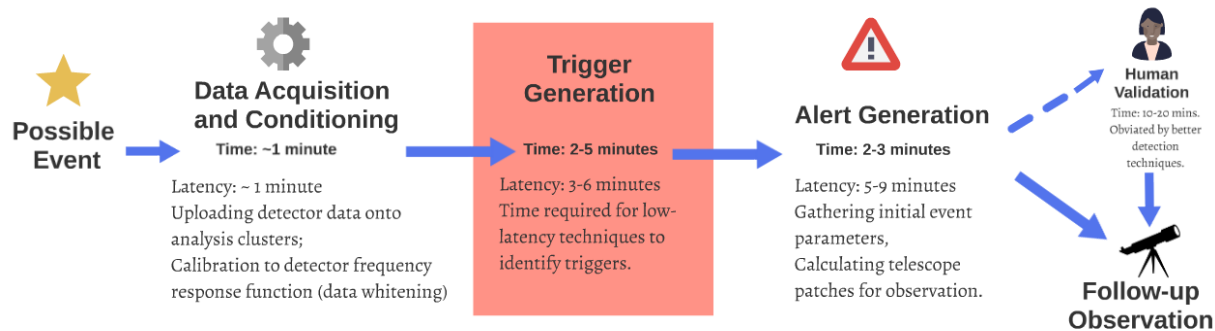 Possible
Event
Data Acquisition
and Conditioning
Time: ~1 minute
Latency: ~ 1 minute
Uploading detector data onto
analysis clusters;
Calibration to detector frequency
response function (data whitening)
Trigger
Generation
Time: 2-5 minutes
Latency: 3-6 minutes
Time required for low-
latency techniques to
identify triggers.
Alert Generation
Time: 2-3 minutes
Latency: 5-9 minutes
Gathering initial event
parameters,
Calculating telescope
patches for observation.
Human
Validation
Time: 10-20 mins.
Obviated by better
detection
techniques.
Follow-up
Observation